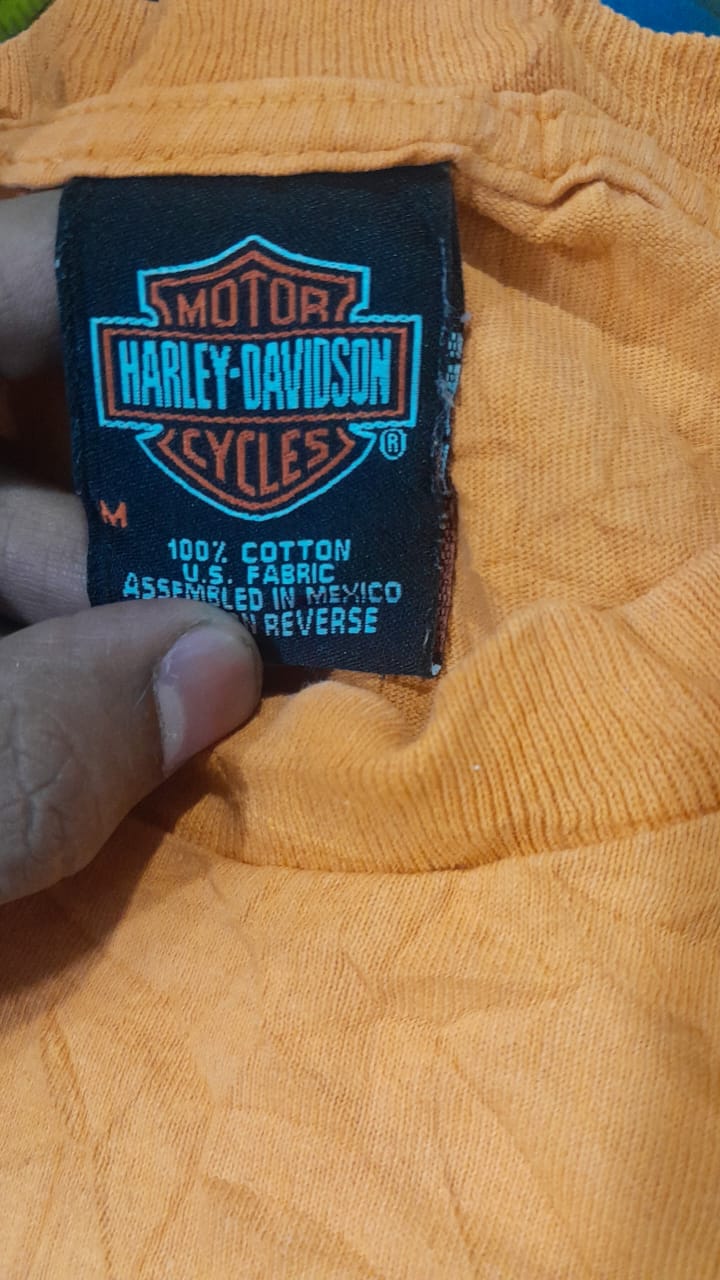 MOTOR
HARLEY-DAVIDSON
CYCLES
®
M
100% COTTON
U.S. FABRIC
ASSEMBLED IN MEXICO
REVERSE